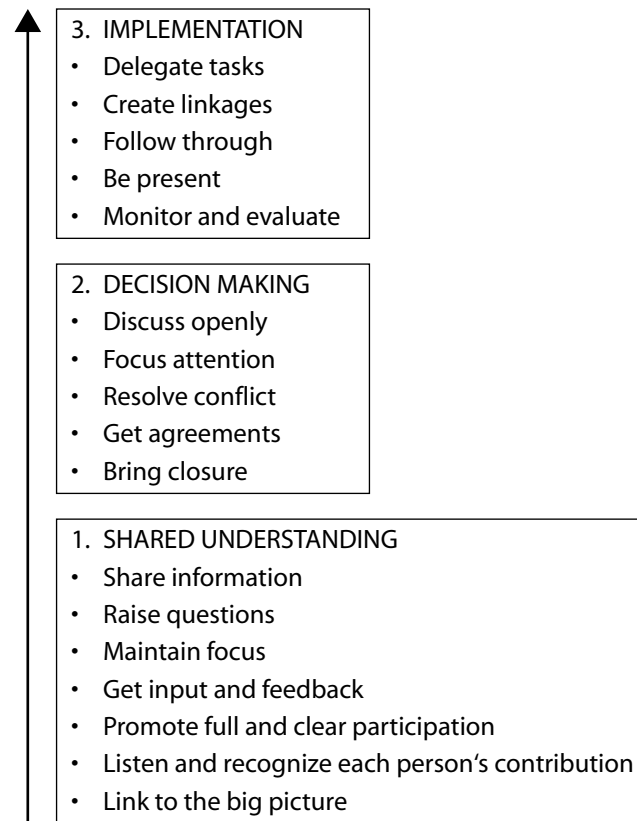 3. IMPLEMENTATION
• Delegate tasks
• Create linkages
• Follow through
• Be present
• Monitor and evaluate
2. DECISION MAKING
• Discuss openly
• Focus attention
• Resolve conflict
• Get agreements
• Bring closure
1. SHARED UNDERSTANDING
• Share information
• Raise questions
• Maintain focus
• Get input and feedback
• Promote full and clear participation
• Listen and recognize each person‘s contribution
• Link to the big picture